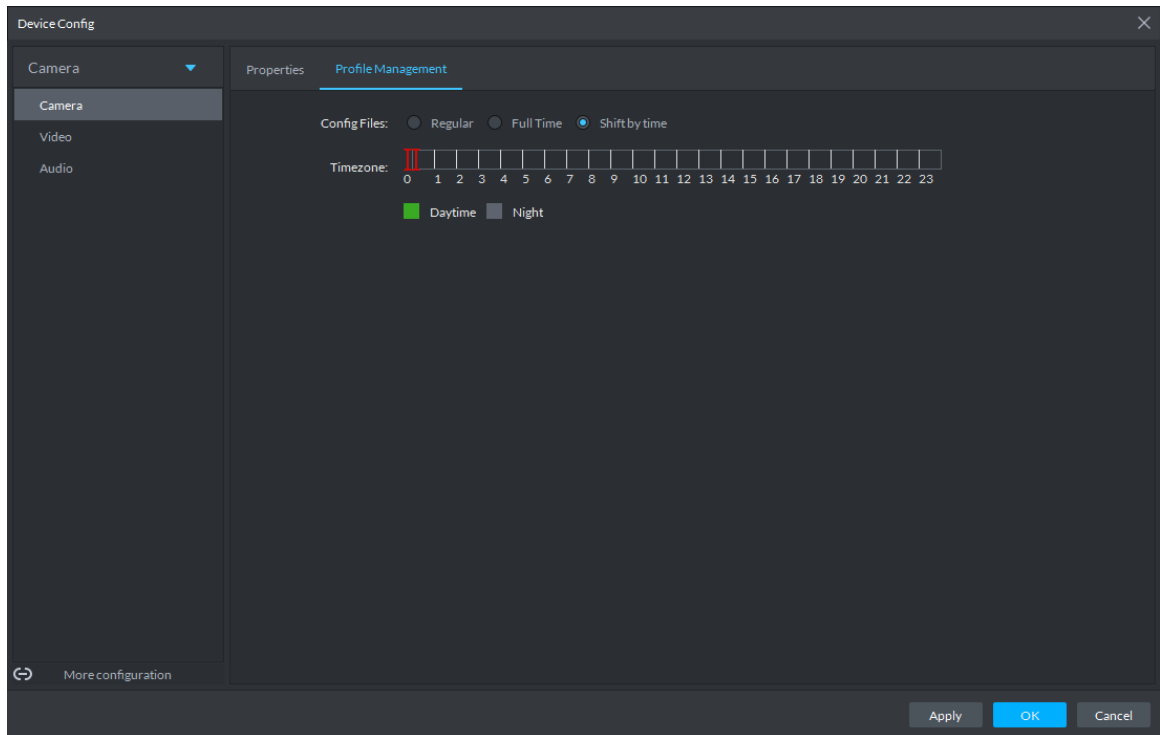 Device Config
Camera
Properties Profile Management
Camera
Video
Audio
Config Files: Regular Full Time Shift by time
Timezone:
0 1 2 3 4 5 6 7 8 9 10 11 12 13 14 15 16 17 18 19 20 21 22 23
Daytime Night
More configuration
Apply OK Cancel